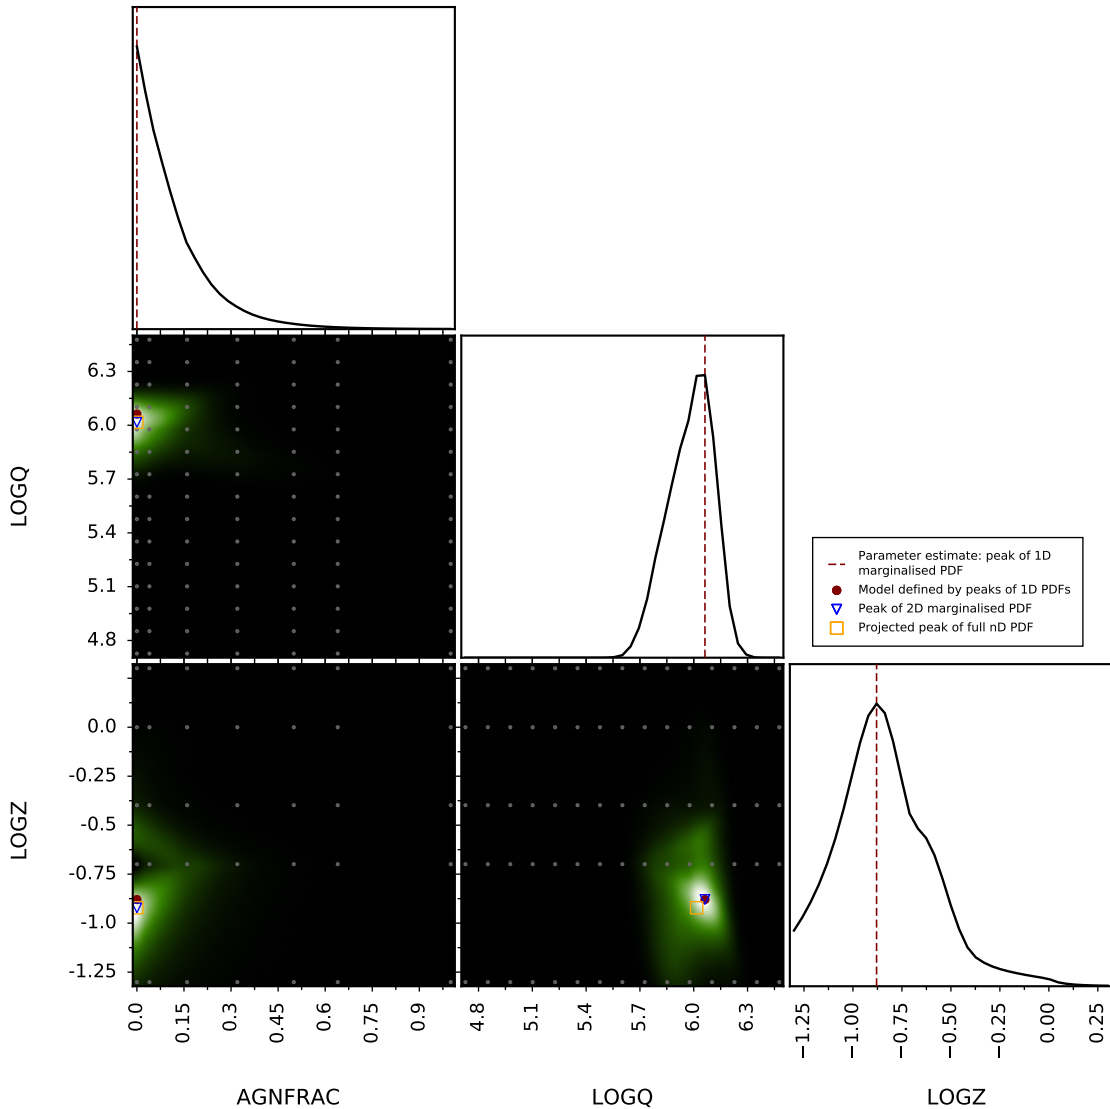 6.3
6.0
5.7
5.4
5.1
4.8
LOGQ
Parameter estimate: peak of 1D
marginalised PDF
Model defined by peaks of 1D PDFs
Peak of 2D marginalised PDF
Projected peak of full nD PDF
0.0
-0.25
-0.5
-0.75
-1.0
-1.25
LOGZ
0.0 0.15 0.3 0.45 0.6 0.75 0.9
4.8 5.1 5.4 5.7 6.0 6.3
−1.25 −1.00 −0.75 −0.50 −0.25 0.00 0.25
AGNFRAC LOGQ LOGZ